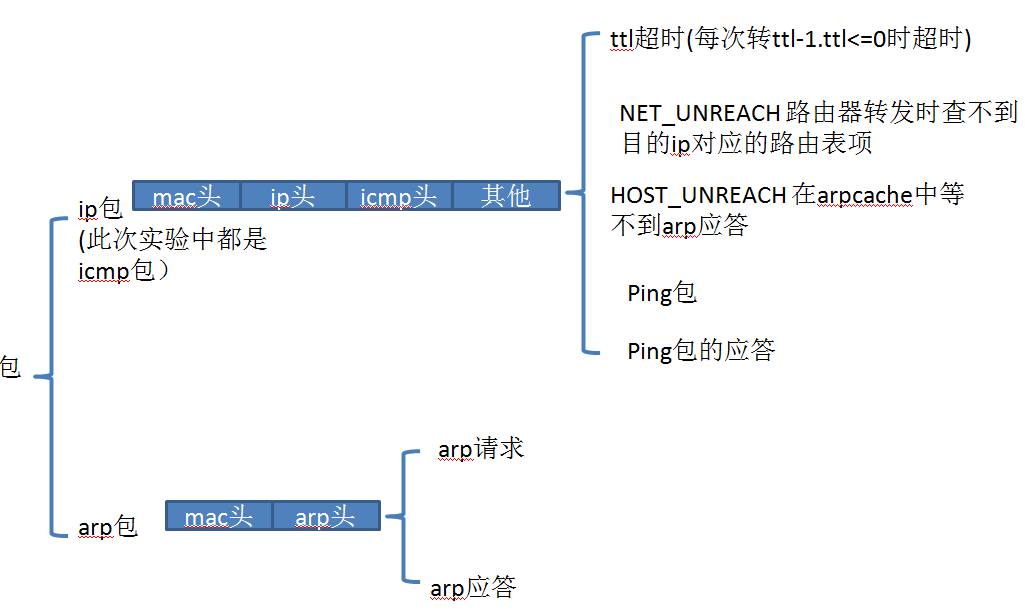 ttl超时(每次转ttl-1.ttl<=0时超时)
NET_UNREACH 路由器转发时查不到
目的ip对应的路由表项
mac头 ip头 icmp头 其他
HOST_UNREACH 在arpcache中等
不到arp应答
ip包
(此次实验中都是
icmp包）
Ping包
Ping包的应答
包
arp请求
mac头 arp头
arp包
arp应答